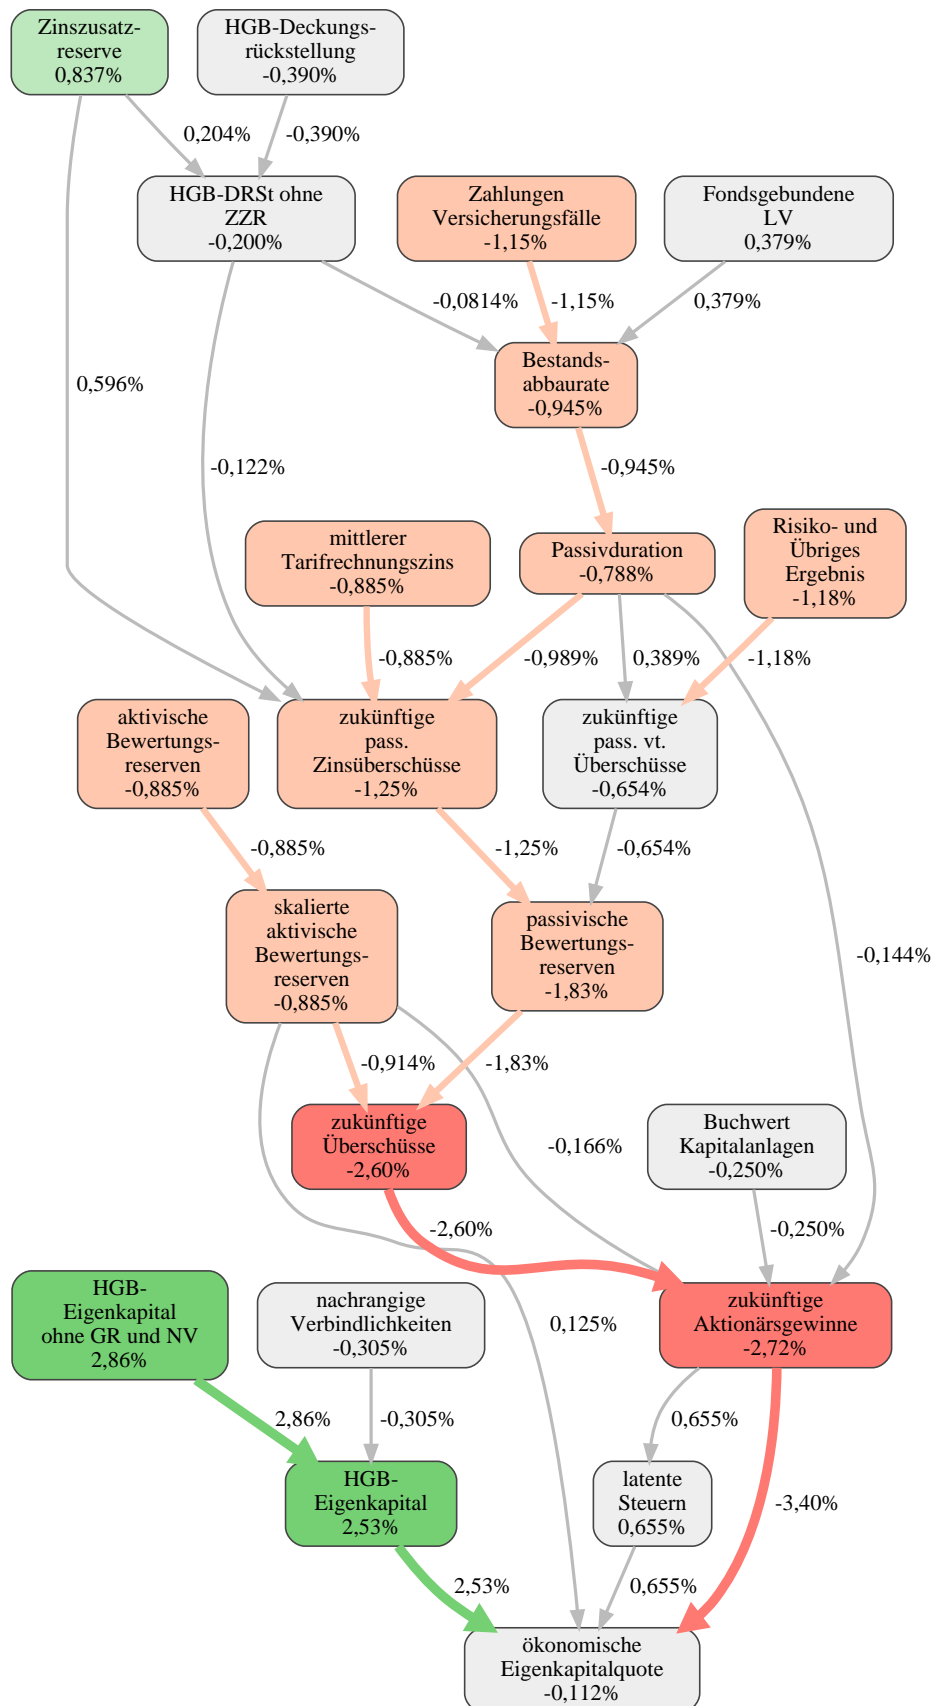 Zinszusatz-
reserve
0,837%
HGB-Deckungs-
rückstellung
-0,390%
0,204%
-0,390%
HGB-DRSt ohne
ZZR
-0,200%
Zahlungen
Versicherungsfälle
-1,15%
Fondsgebundene
LV
0,379%
-0,0814%
-1,15%
0,379%
Bestands-
abbaurate
-0,945%
0,596%
-0,122%
-0,945%
mittlerer
Tarifrechnungszins
-0,885%
Passivduration
-0,788%
Risiko- und
Übriges
Ergebnis
-1,18%
-0,885%
-0,989%
0,389%
-1,18%
aktivische
Bewertungs-
reserven
-0,885%
zukünftige
pass.
Zinsüberschüsse
-1,25%
zukünftige
pass. vt.
Überschüsse
-0,654%
-0,885%
-1,25%
-0,654%
skalierte
aktivische
Bewertungs-
reserven
-0,885%
passivische
Bewertungs-
reserven
-1,83%
-0,144%
-0,914%
-1,83%
zukünftige
Überschüsse
-2,60%
-0,166%
Buchwert
Kapitalanlagen
-0,250%
-2,60%
-0,250%
HGB-
Eigenkapital
ohne GR und NV
2,86%
nachrangige
Verbindlichkeiten
-0,305%
0,125%
zukünftige
Aktionärsgewinne
-2,72%
2,86%
-0,305%
0,655%
HGB-
Eigenkapital
2,53%
latente
Steuern
0,655%
-3,40%
2,53%
0,655%
ökonomische
Eigenkapitalquote
-0,112%